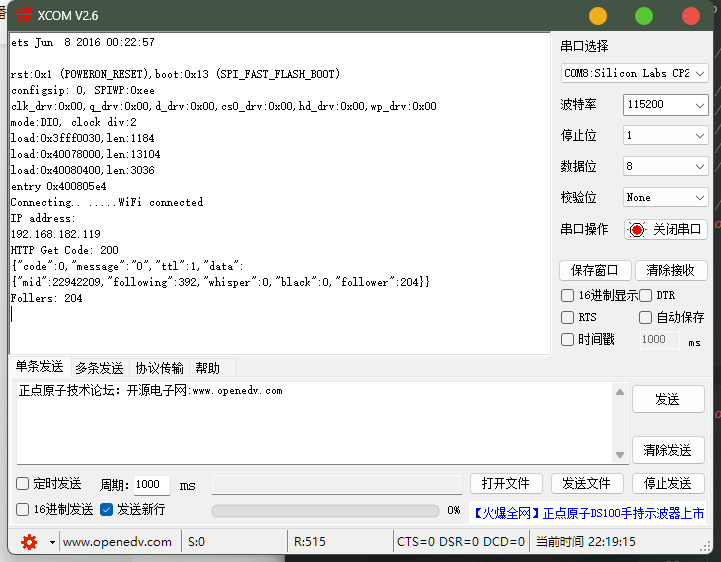 XCOM V2.6
ets Jun  8 2016 00:22:57
rst:0x1 (POWERON_RESET),boot:0x13 (SPI_FAST_FLASH_BOOT)
configsip: 0, SPIWP:0xee
clk_drv:0x00,q_drv:0x00,d_drv:0x00,cs0_drv:0x00,hd_drv:0x00,wp_drv:0x00
mode:DIO, clock div:2
load:0x3fff0030,len:1184
load:0x40078000,len:13104
load:0x40080400,len:3036
entry 0x400805e4
Connecting.. .....WiFi connected
IP address:
192.168.182.119
HTTP Get Code: 200
{"code":0,"message":"0","ttl":1,"data":
{"mid":22942209,"following":392,"whisper":0,"black":0,"follower":204}}
Follers: 204
串口选择
COM8:Silicon Labs CP2
波特率 115200
停止位 1
数据位 8
校验位 None
串口操作 关闭串口
保存窗口 清除接收
16进制显示 DTR
RTS 自动保存
时间戳 1000 ms
单条发送 多条发送 协议传输 帮助
正点原子技术论坛：开源电子网:www.openedv.com
发送
清除发送
定时发送 周期: 1000 ms 打开文件 发送文件 停止发送
16进制发送 发送新行 0% 【火爆全网】正点原子DS100手持示波器上市
www.openedv.com S:0 R:515 CTS=0 DSR=0 DCD=0 当前时间 22:19:15